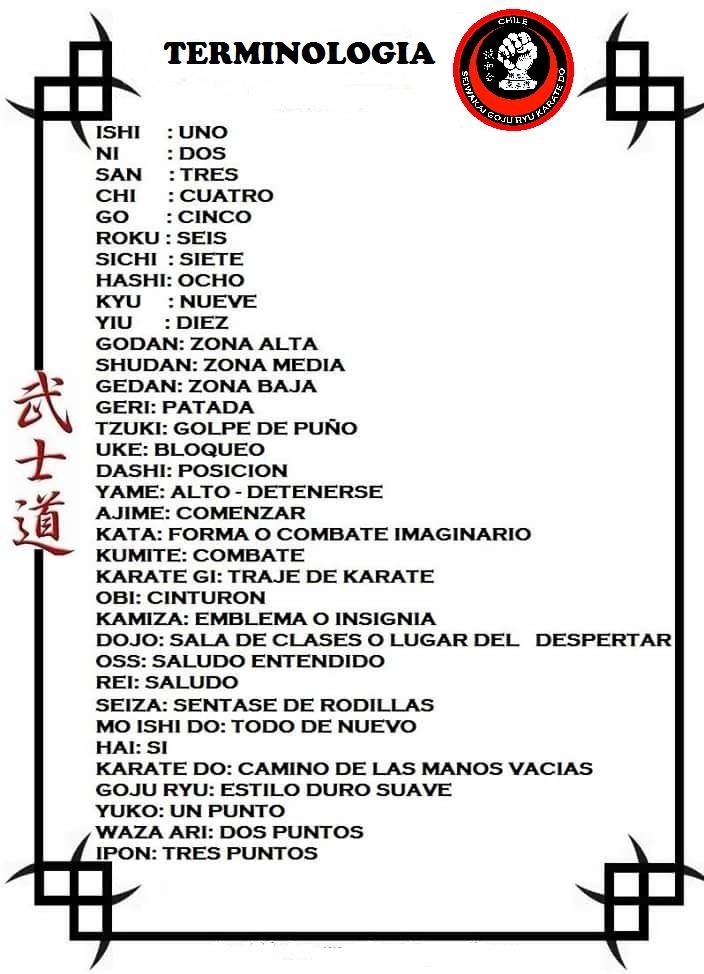 TERMINOLOGIA
CHILE
SEIWAKAI GOJU RYU KARATE DO
ISHI : UNO
NI : DOS
SAN : TRES
CHI : CUATRO
GO : CINCO
ROKU : SEIS
SICHI : SIETE
HASHI: OCHO
KYU : NUEVE
YIU : DIEZ
GODAN: ZONA ALTA
SHUDAN: ZONA MEDIA
GEDAN: ZONA BAJA
GERI: PATADA
TZUKI: GOLPE DE PUÑO
UKE: BLOQUEO
DASHI: POSICION
YAME: ALTO - DETENERSE
AJIME: COMENZAR
KATA: FORMA O COMBATE IMAGINARIO
KUMITE: COMBATE
KARATE GI: TRAJE DE KARATE
OBI: CINTURON
KAMIZA: EMBLEMA O INSIGNIA
DOJO: SALA DE CLASES O LUGAR DEL DESPERTAR
OSS: SALUDO ENTENDIDO
REI: SALUDO
SEIZA: SENTASE DE RODILLAS
MO ISHI DO: TODO DE NUEVO
HAI: SI
KARATE DO: CAMINO DE LAS MANOS VACIAS
GOJU RYU: ESTILO DURO SUAVE
YUKO: UN PUNTO
WAZA ARI: DOS PUNTOS
IPON: TRES PUNTOS
武士道